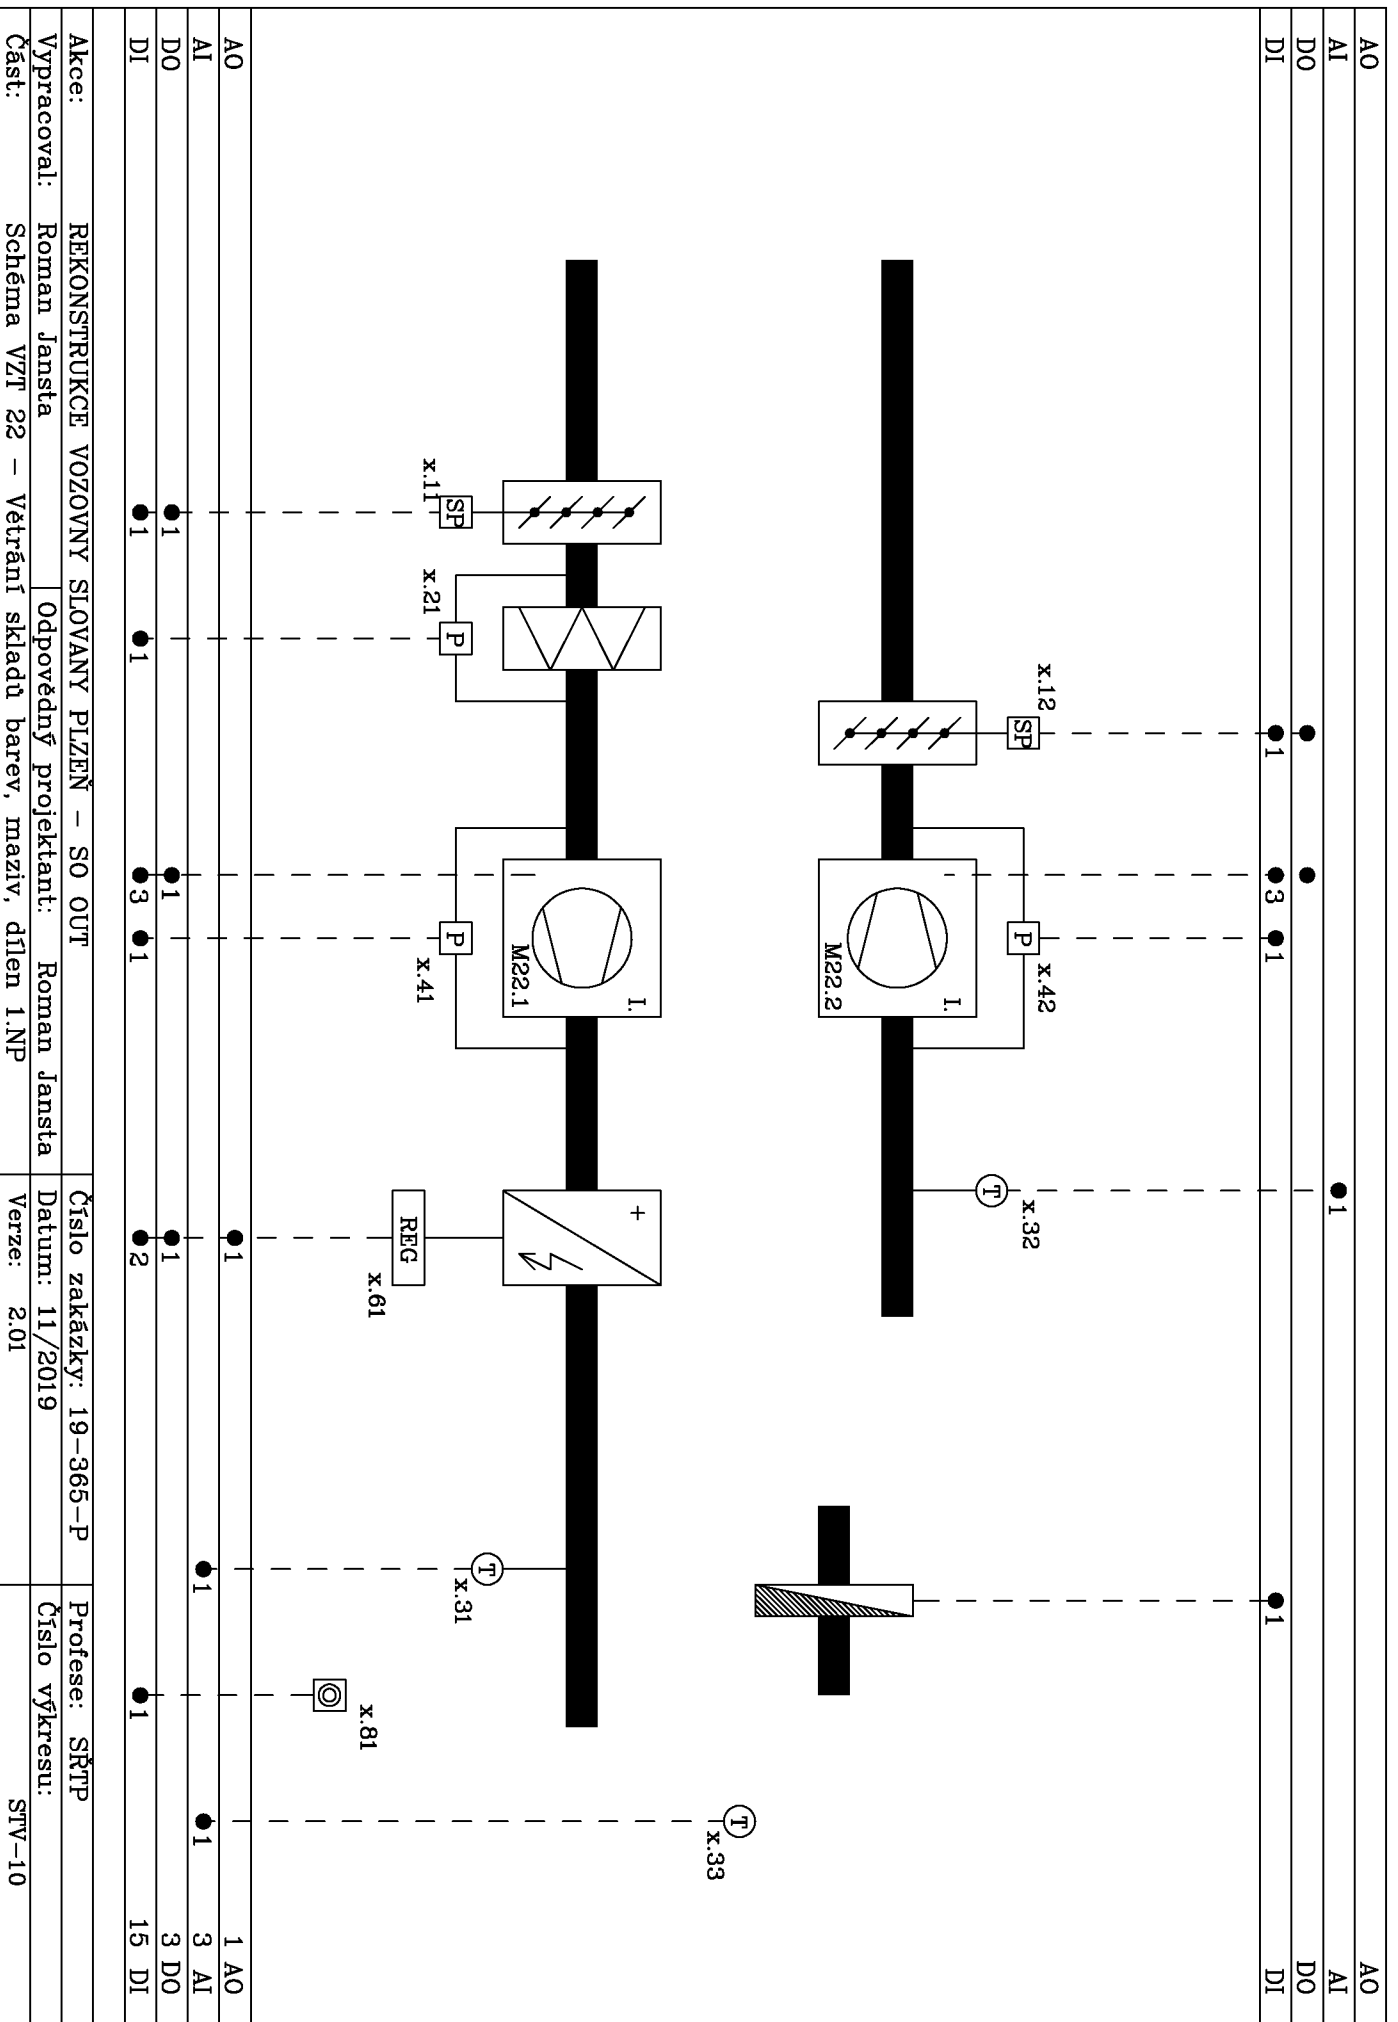 AO AO
AI AI
DO DO
DI 1 3 1 1 DI
1
x.12
SP
x.42
P
x.32
T
I.
M22.2
x.33
T
I.
M22.1
+
x.11
SP
x.21
P
x.41
P
REG
x.61
x.31
T
x.81
AO 1 1 AO
AI 1 1 3 AI
DO 1 1 1 3 DO
DI 1 1 3 1 2 1 15 DI
Akce: REKONSTRUKCE VOZOVNY SLOVANY PLZEŇ – SO OUT Číslo zakázky: 19–365–P Profese: SŘTP
Vypracoval: Roman Jansta Odpovědný projektant: Roman Jansta Datum: 11/2019 Číslo výkresu:
Část: Schéma VZT 22 – Větrání skladů barev, maziv, dílen 1.NP Verze: 2.01 STV–10